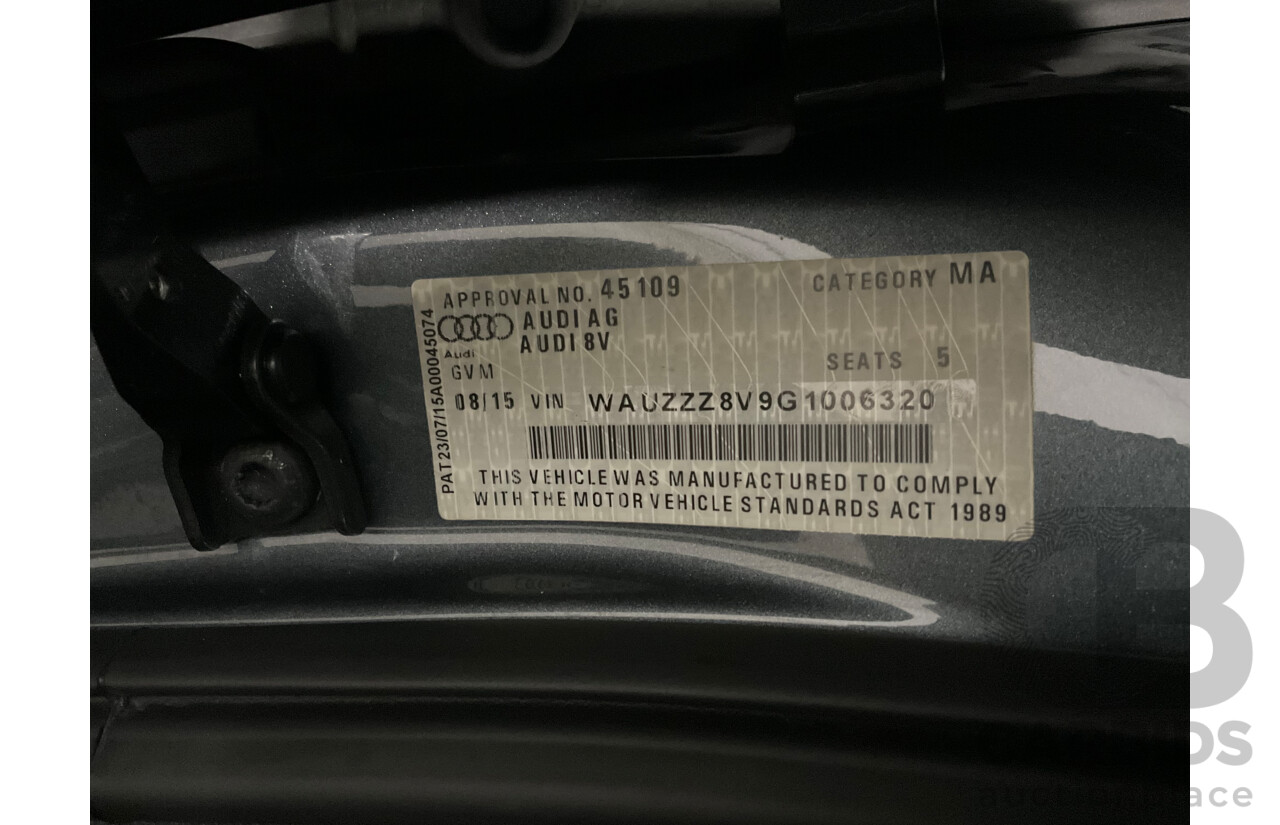 APPROVAL NO. 45109 CATEGORY MA
AUDI AG
AUDI 8V
Audi
SEATS 5
GVM
08/15 VIN WAUZZZ8V9G1006320
THIS VEHICLE WAS MANUFACTURED TO COMPLY
WITH THE MOTOR VEHICLE STANDARDS ACT 1989
PAT23/07/15A00045074